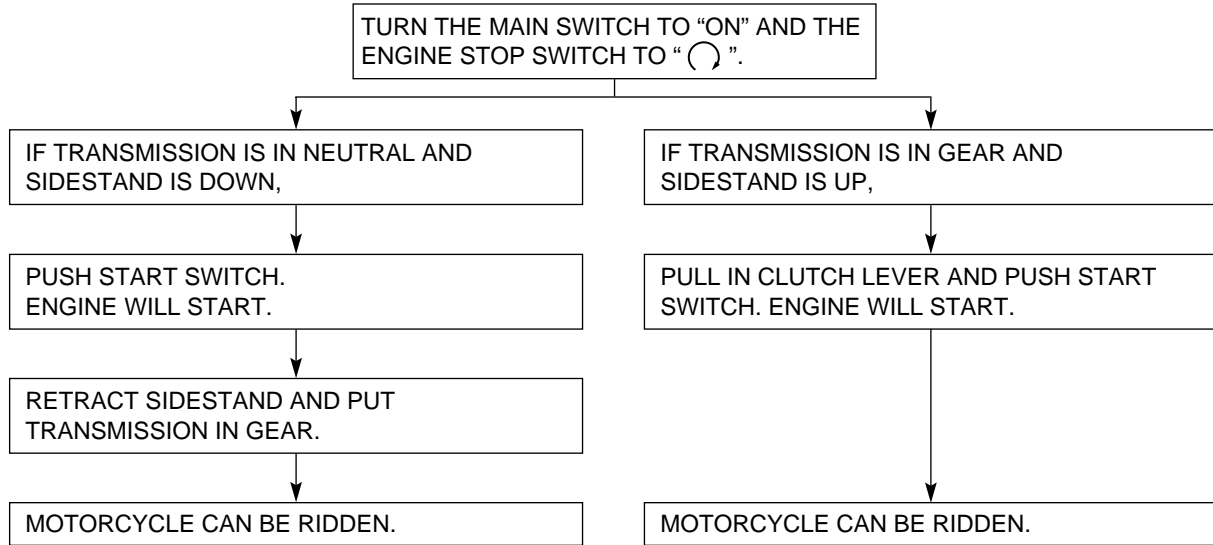 TURN THE MAIN SWITCH TO “ON” AND THE
ENGINE STOP SWITCH TO “ ”.
IF TRANSMISSION IS IN NEUTRAL AND
SIDESTAND IS DOWN,
PUSH START SWITCH.
ENGINE WILL START.
RETRACT SIDESTAND AND PUT
TRANSMISSION IN GEAR.
MOTORCYCLE CAN BE RIDDEN.
IF TRANSMISSION IS IN GEAR AND
SIDESTAND IS UP,
PULL IN CLUTCH LEVER AND PUSH START
SWITCH. ENGINE WILL START.
MOTORCYCLE CAN BE RIDDEN.